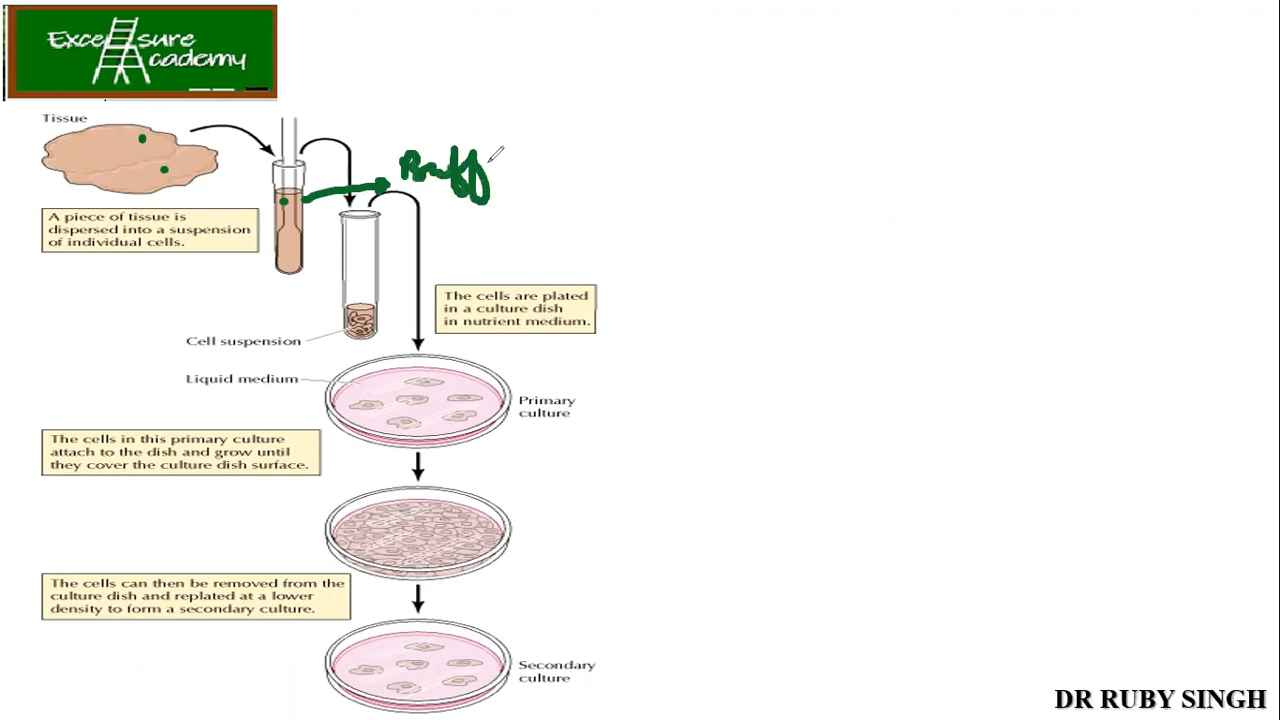 Excel sure
Academy
Tissue
Buff
A piece of tissue is
dispersed into a suspension
of individual cells.
The cells are plated
in a culture dish
in nutrient medium.
Cell suspension
Liquid medium
Primary
culture
The cells in this primary culture
attach to the dish and grow until
they cover the culture dish surface.
The cells can then be removed from the
culture dish and replated at a lower
density to form a secondary culture.
Secondary
culture
DR RUBY SINGH